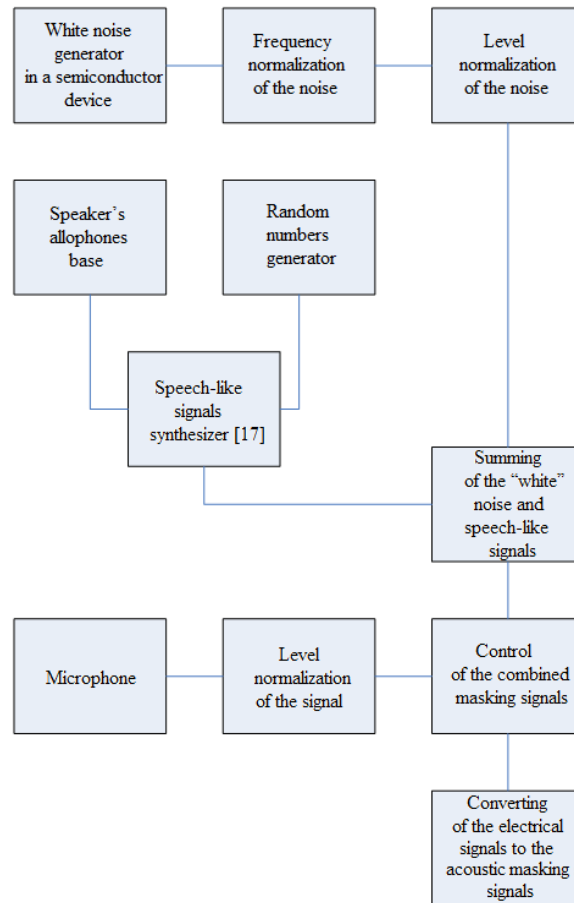 White noise
generator
in a semiconductor
device
Frequency
normalization
of the noise
Level
normalization
of the noise
Speaker’s
allophones
base
Random
numbers
generator
Speech-like
signals
synthesizer [17]
Summing
of the “white”
noise and
speech-like
signals
Microphone
Level
normalization
of the signal
Control
of the combined
masking signals
Converting
of the electrical
signals to the
acoustic masking
signals